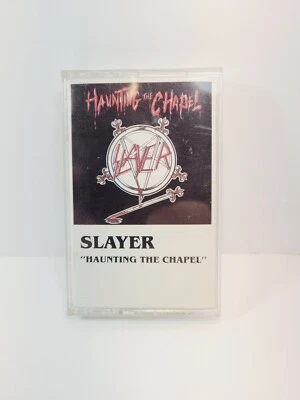 HAUNTING THE CHAPEL
SLAYER
SLAYER
"HAUNTING THE CHAPEL"